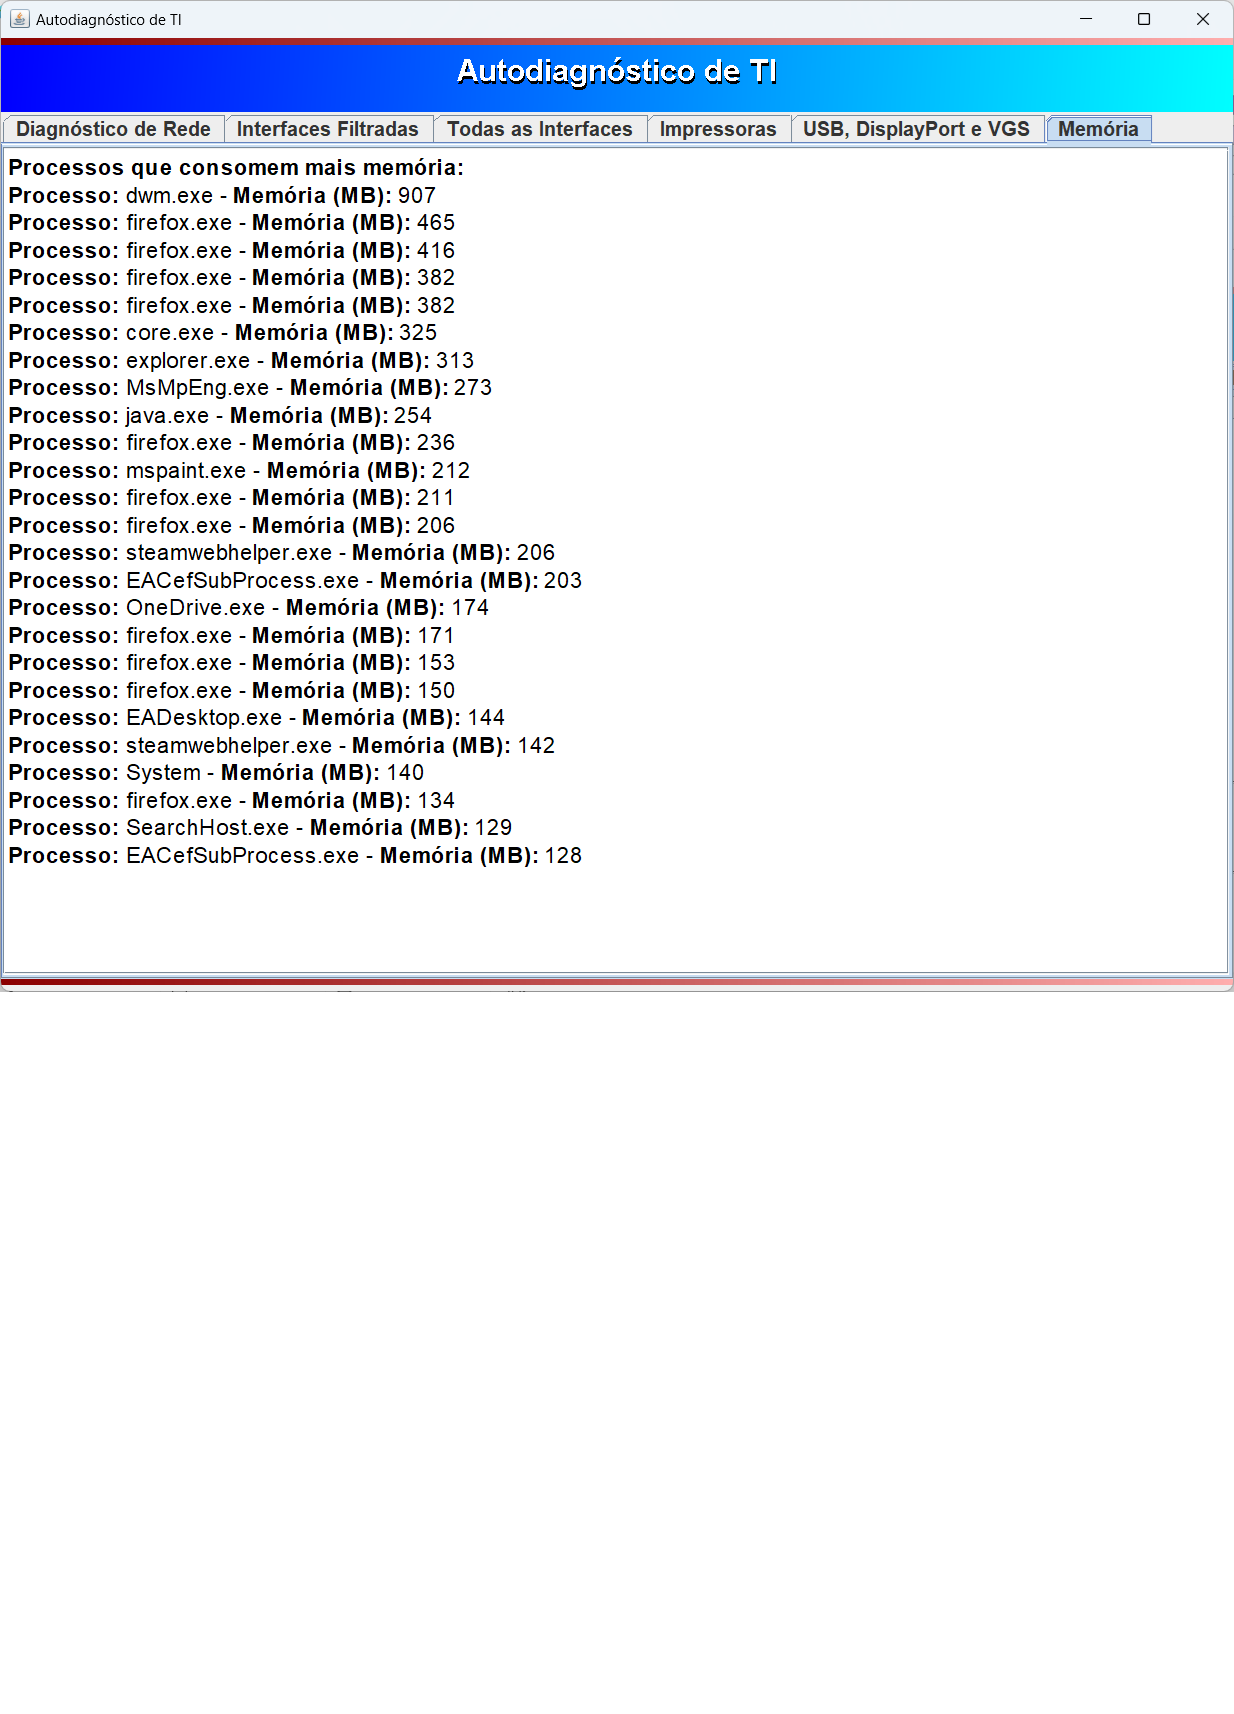 Autodiagnóstico de TI
Autodiagnóstico de TI
Diagnóstico de Rede Interfaces Filtradas Todas as Interfaces Impressoras USB, DisplayPort e VGS Memória
Processos que consomem mais memória:
Processo: dwm.exe - Memória (MB): 907
Processo: firefox.exe - Memória (MB): 465
Processo: firefox.exe - Memória (MB): 416
Processo: firefox.exe - Memória (MB): 382
Processo: firefox.exe - Memória (MB): 382
Processo: core.exe - Memória (MB): 325
Processo: explorer.exe - Memória (MB): 313
Processo: MsMpEng.exe - Memória (MB): 273
Processo: java.exe - Memória (MB): 254
Processo: firefox.exe - Memória (MB): 236
Processo: mspaint.exe - Memória (MB): 212
Processo: firefox.exe - Memória (MB): 211
Processo: firefox.exe - Memória (MB): 206
Processo: steamwebhelper.exe - Memória (MB): 206
Processo: EACefSubProcess.exe - Memória (MB): 203
Processo: OneDrive.exe - Memória (MB): 174
Processo: firefox.exe - Memória (MB): 171
Processo: firefox.exe - Memória (MB): 153
Processo: firefox.exe - Memória (MB): 150
Processo: EADesktop.exe - Memória (MB): 144
Processo: steamwebhelper.exe - Memória (MB): 142
Processo: System - Memória (MB): 140
Processo: firefox.exe - Memória (MB): 134
Processo: SearchHost.exe - Memória (MB): 129
Processo: EACefSubProcess.exe - Memória (MB): 128